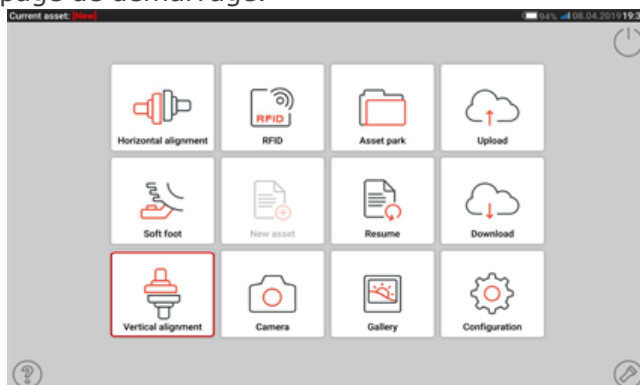 page de démarrage.
Current asset: [New]
94% 08.04.2019 19:3
Horizontal alignment
RFID
RFID
Asset park
Upload
Soft foot
New asset
Resume
Download
Vertical alignment
Camera
Gallery
Configuration
?